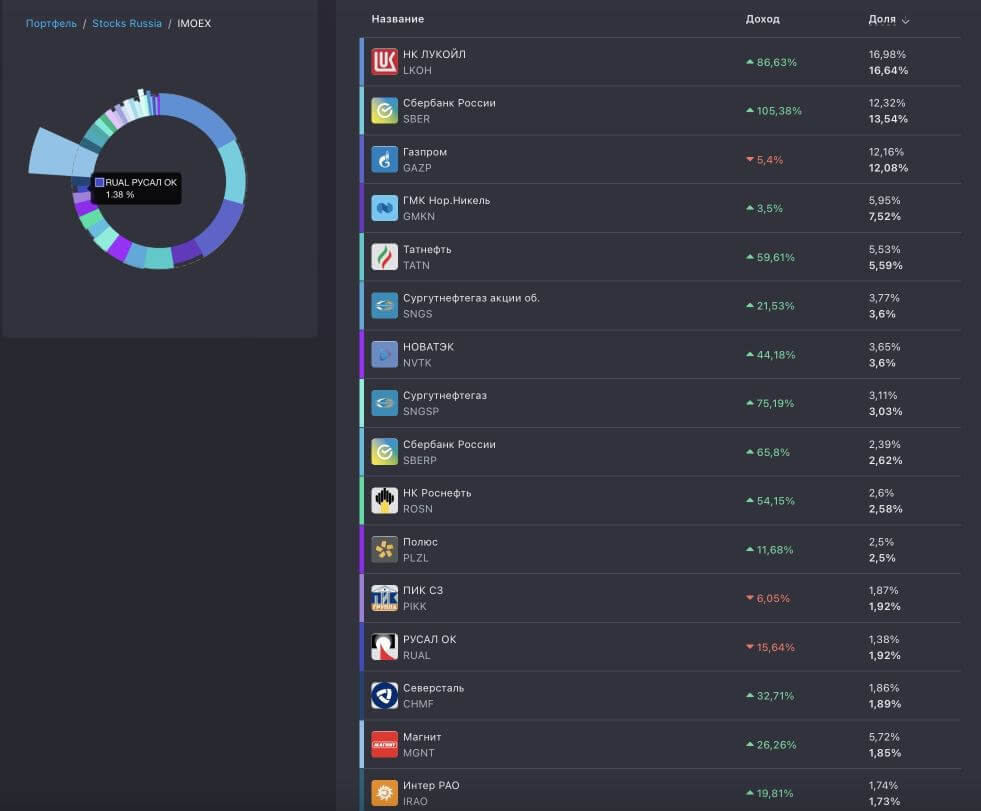 Портфель / Stocks Russia / IMOEX
RUAL РУСАЛ ОК
1.38 %
Название Доход Доля
НК ЛУКОЙЛ
LKOH
86,63%
16,98%
16,64%
Сбербанк России
SBER
105,38%
12,32%
13,54%
Газпром
GAZP
5,4%
12,16%
12,08%
ГМК Нор.Никель
GMKN
3,5%
5,95%
7,52%
Татнефть
TATN
59,61%
5,53%
5,59%
Сургутнефтегаз акции об.
SNGS
21,53%
3,77%
3,6%
НОВАТЭК
NVTK
44,18%
3,65%
3,6%
Сургутнефтегаз
SNGSP
75,19%
3,11%
3,03%
Сбербанк России
SBERP
65,8%
2,39%
2,62%
НК Роснефть
ROSN
54,15%
2,6%
2,58%
Полюс
PLZL
11,68%
2,5%
2,5%
ПИК СЗ
PIKK
6,05%
1,87%
1,92%
РУСАЛ ОК
RUAL
15,64%
1,38%
1,92%
Северсталь
CHMF
32,71%
1,86%
1,89%
МАГНИТ
Магнит
MGNT
26,26%
5,72%
1,85%
Интер РАО
IRAO
19,81%
1,74%
1,73%